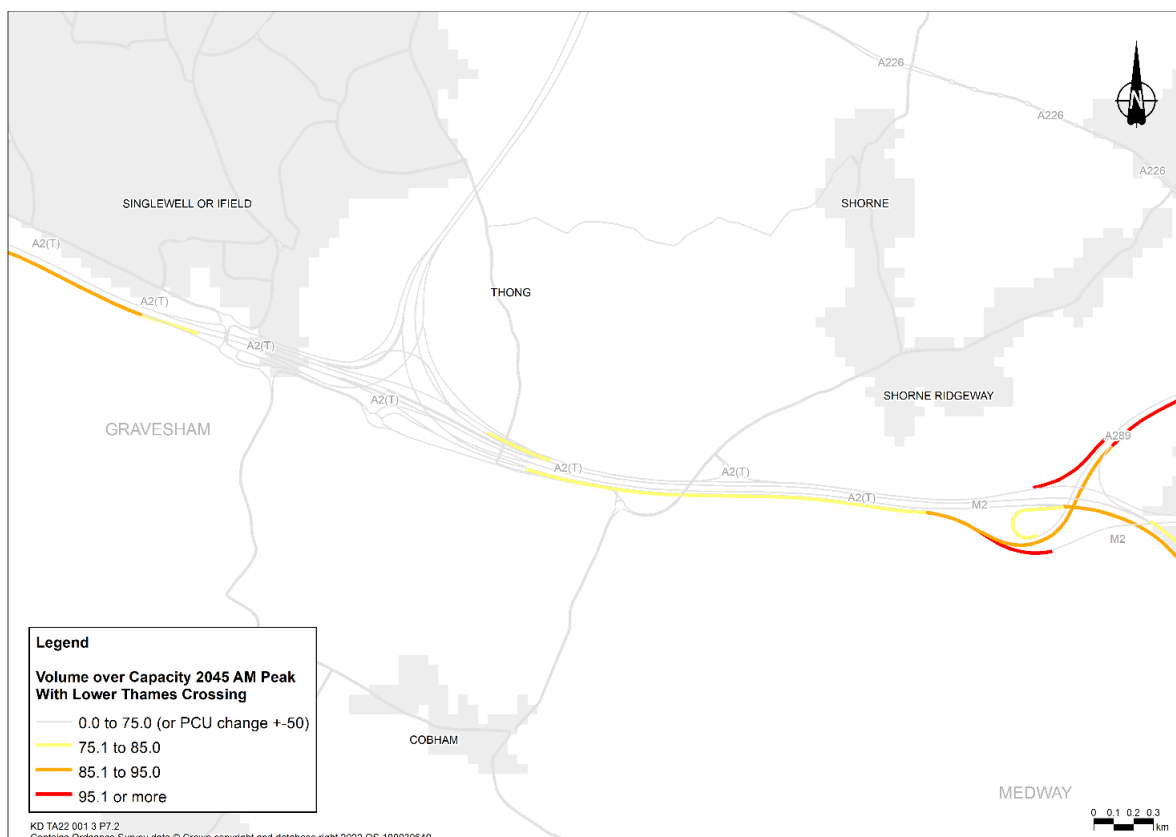 A226
A226
A226
N
SINGLEWELL OR IFIELD
SHORNE
A2(T)
THONG
A2(T)
A2(T)
SHORNE RIDGEWAY
A2(T)
GRAVESHAM
A289
A2(T)
A2(T)
A2(T)
M2
M2
Legend
Volume over Capacity 2045 AM Peak
With Lower Thames Crossing
0.0 to 75.0 (or PCU change +-50)
75.1 to 85.0
85.1 to 95.0
95.1 or more
COBHAM
MEDWAY
0 0.1 0.2 0.3
km
KD TA22 001 3 P7.2